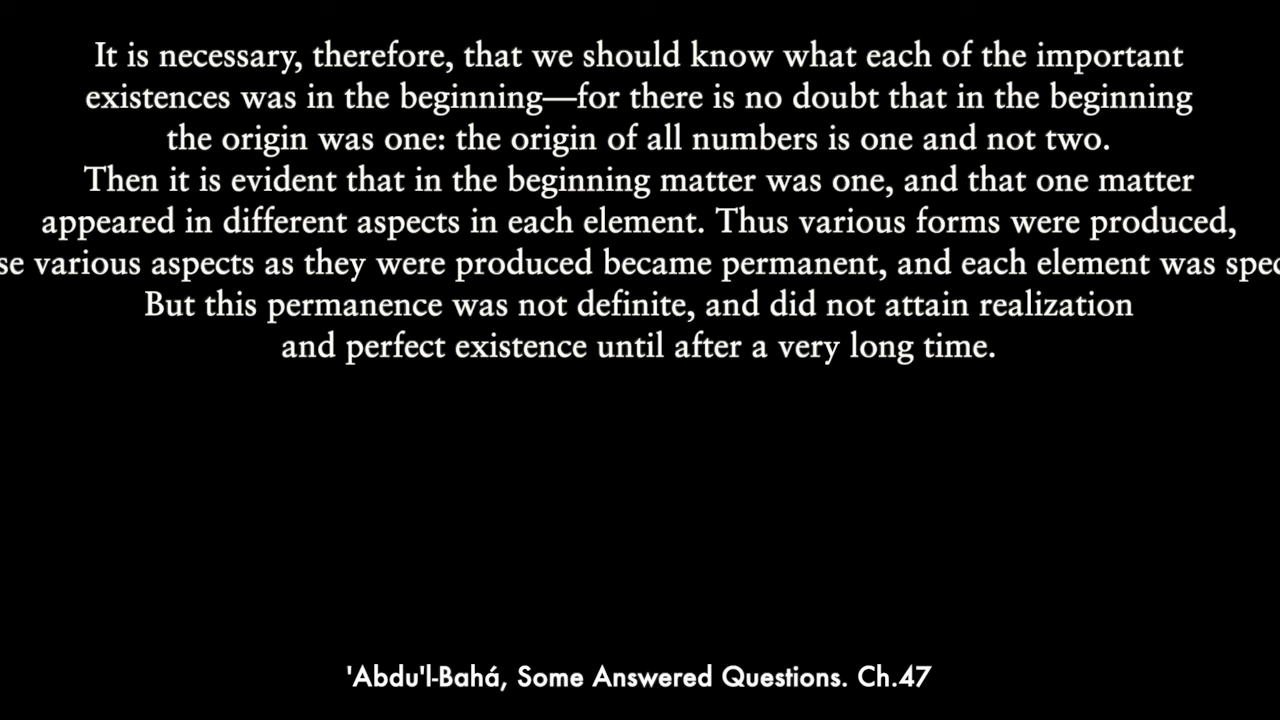 It is necessary, therefore, that we should know what each of the important
existences was in the beginning—for there is no doubt that in the beginning
the origin was one: the origin of all numbers is one and not two.
Then it is evident that in the beginning matter was one, and that one matter
appeared in different aspects in each element. Thus various forms were produced,
various aspects as they were produced became permanent, and each element was
But this permanence was not definite, and did not attain realization
and perfect existence until after a very long time.
'Abdu'l-Bahá, Some Answered Questions. Ch.47